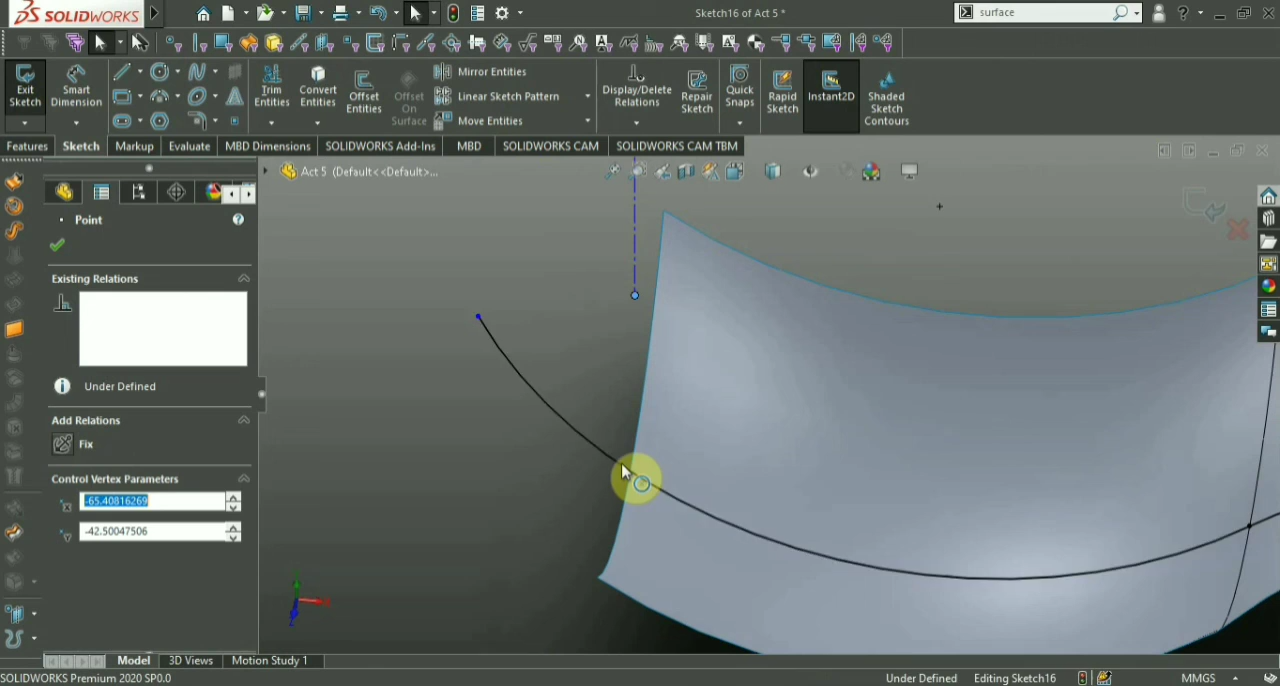 SOLIDWORKS
Sketch16 of Act 5 *
surface
Exit Sketch
Smart Dimension
Trim Entities
Convert Entities
Offset Entities
Offset On Surface
Mirror Entities
Linear Sketch Pattern
Move Entities
Display/Delete Relations
Repair Sketch
Quick Snaps
Rapid Sketch
Instant2D
Shaded Sketch Contours
Features
Sketch
Markup
Evaluate
MBD Dimensions
SOLIDWORKS Add-Ins
MBD
SOLIDWORKS CAM
SOLIDWORKS CAM TBM
Act 5 (Default<<Default>...
Point
Existing Relations
Under Defined
Add Relations
Fix
Control Vertex Parameters
-65.40816269
-42.50047506
Model
3D Views
Motion Study 1
SOLIDWORKS Premium 2020 SP0.0
Under Defined
Editing Sketch16
MMGS